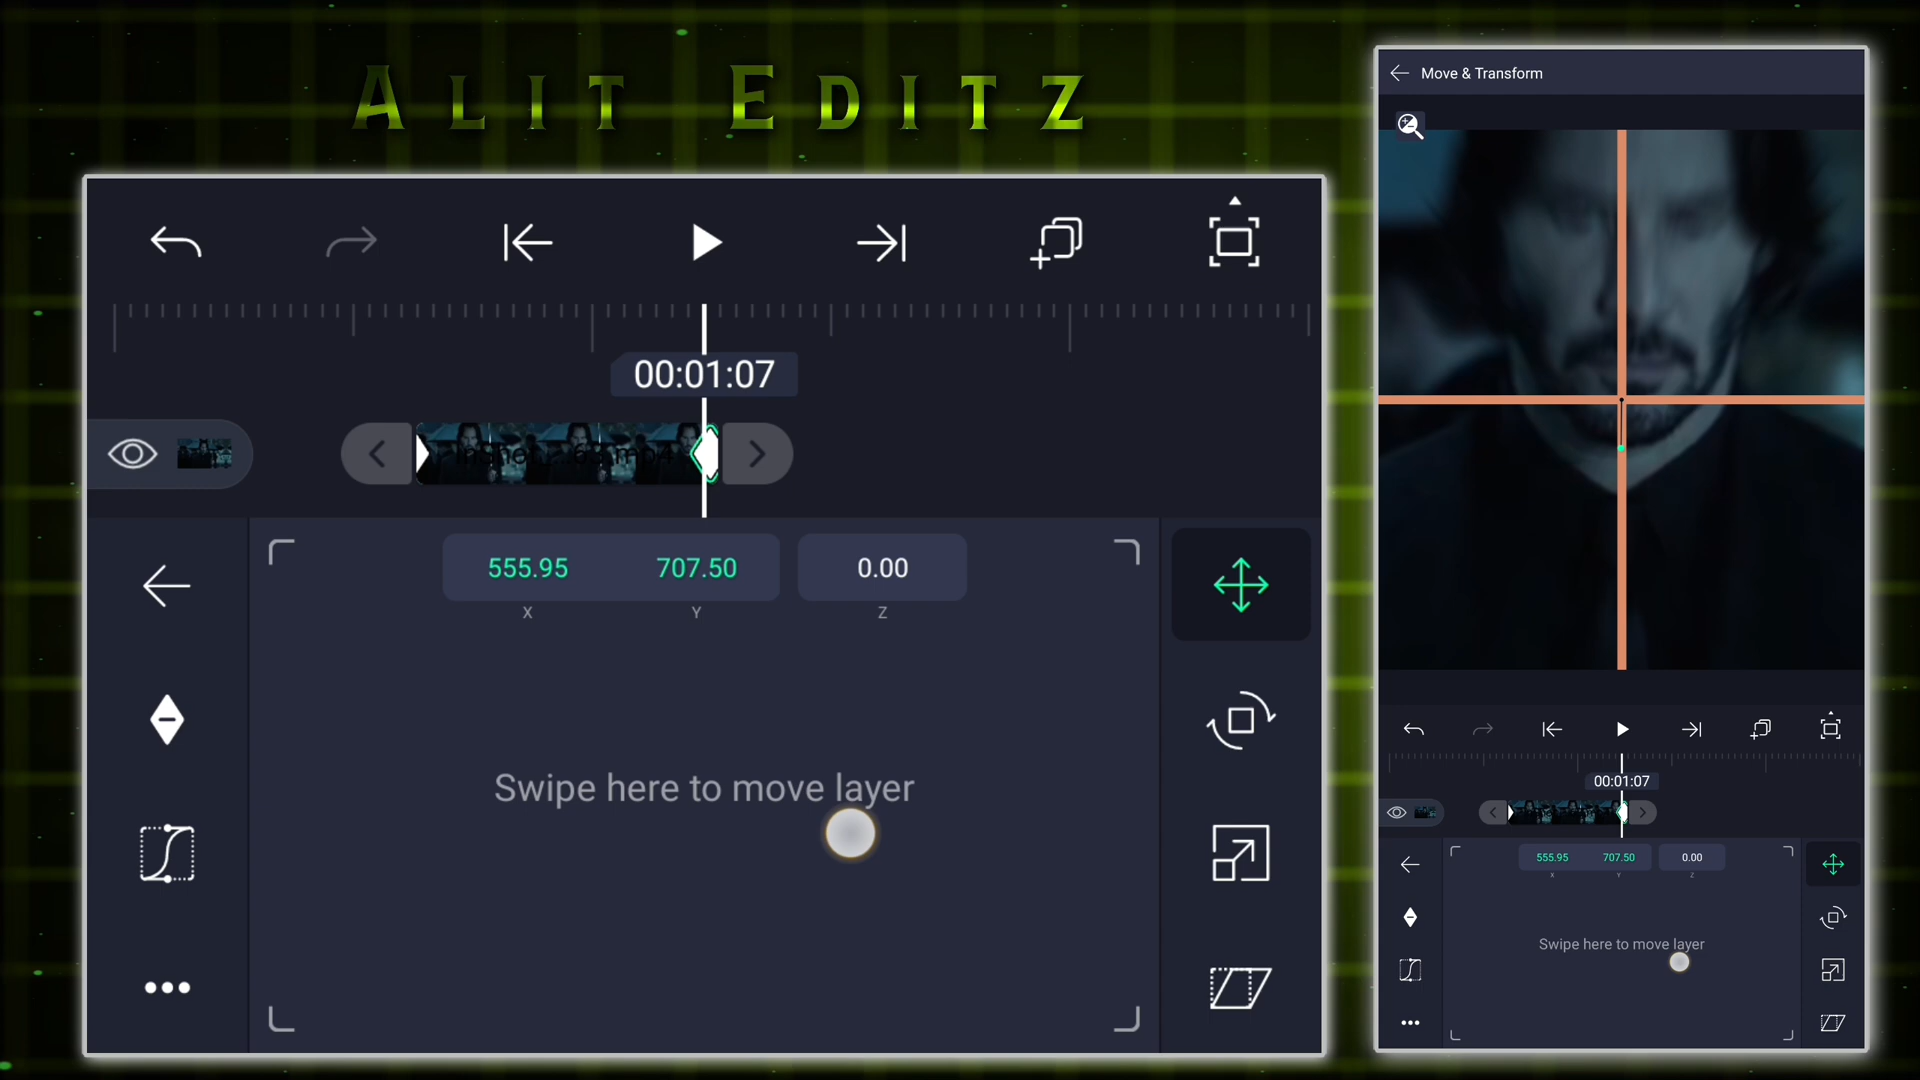 Alit Editz
00:01:07
555.95 707.50 0.00
X Y Z
Swipe here to move layer
Move & Transform
00:01:07
555.95 707.50 0.00
X Y Z
Swipe here to move layer